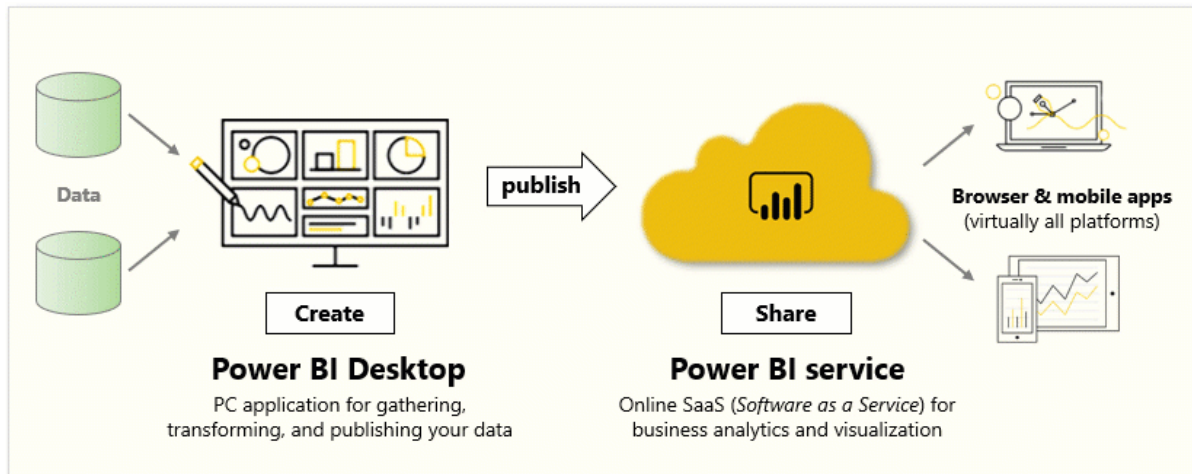 Data
publish
Create
Power BI Desktop
PC application for gathering,
transforming, and publishing your data
Share
Power BI service
Online SaaS (Software as a Service) for
business analytics and visualization
Browser & mobile apps
(virtually all platforms)